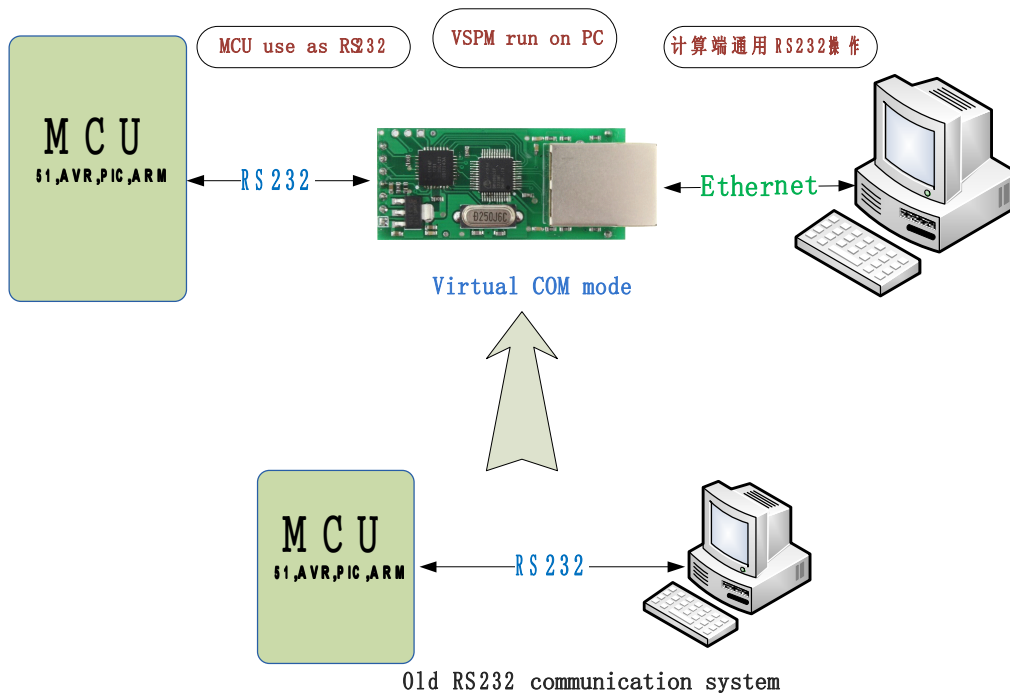 MCU use as RS232
VSPM run on PC
计算端通用RS232操作
MCU
51,AVR,PIC,ARM
RS232
B250J6C
Ethernet
Virtual COM mode
MCU
51,AVR,PIC,ARM
RS232
Old RS232 communication system